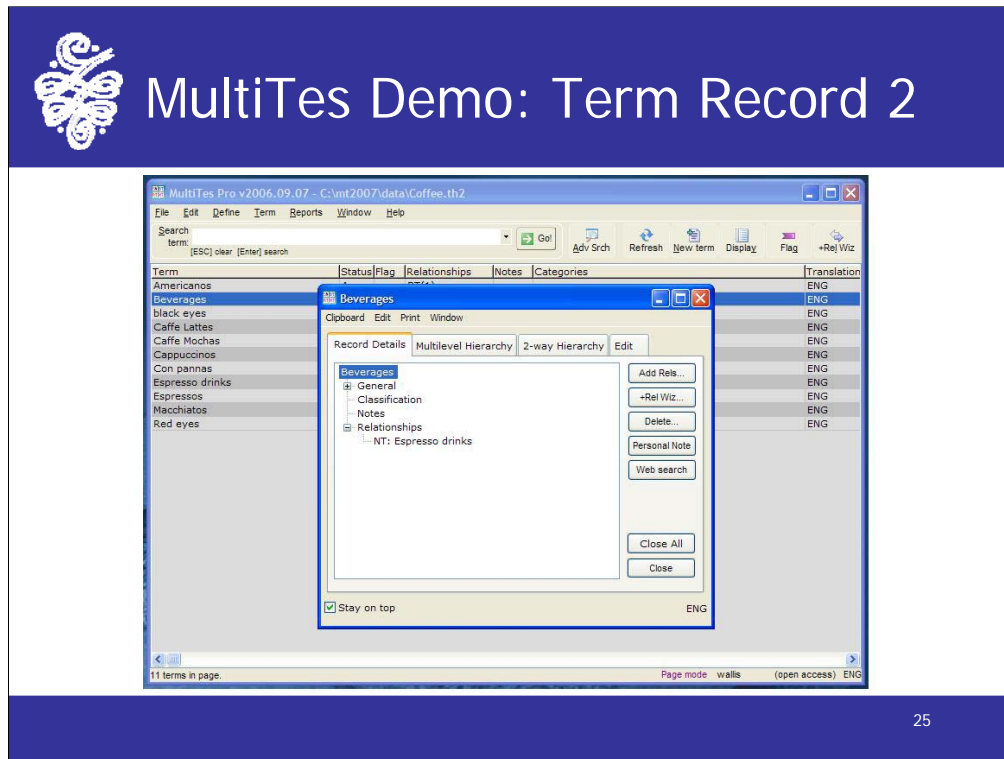 MultiTes Demo: Term Record 2
MultiTes Pro v2006.09.07 - C:\mt2007\data\Coffee.th2
File Edit Define Term Reports Window Help
Search term:
[ESC] clear [Enter] search
Go!
Adv Srch Refresh New term Display Flag +Rel Wiz
Term Status Flag Relationships Notes Categories Translation
Americanos ENG
Beverages ENG
black eyes ENG
Caffe Lattes ENG
Caffe Mochas ENG
Cappuccinos ENG
Con pannas ENG
Espresso drinks ENG
Espressos ENG
Macchiatos ENG
Red eyes ENG
Beverages
Clipboard Edit Print Window
Record Details Multilevel Hierarchy 2-way Hierarchy Edit
Beverages
General
Classification
Notes
Relationships
NT: Espresso drinks
Add Rels...
+Rel Wiz...
Delete...
Personal Note
Web search
Close All
Close
Stay on top ENG
11 terms in page. Page mode wallis (open access) ENG
25